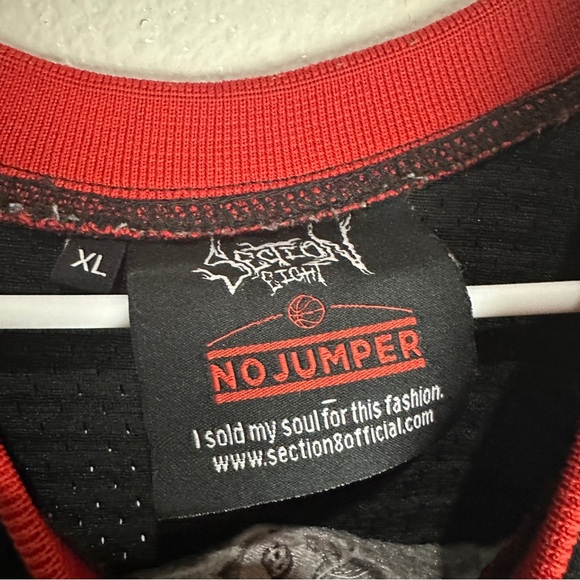 SECTION
EIGHT
XL
NO JUMPER
I sold my soul for this fashion.
www.section8official.com